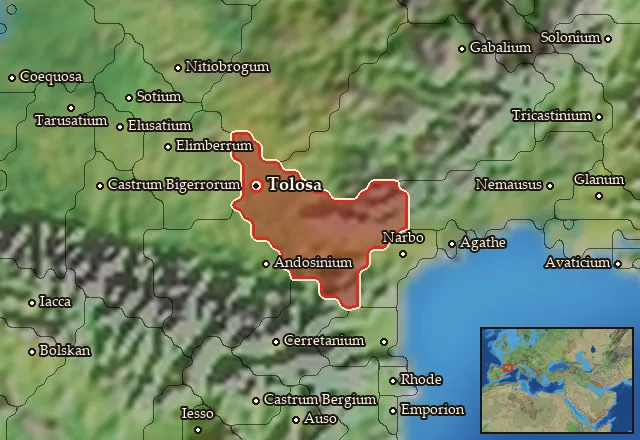 Solonium
Gabalium
Nitiobrogum
Coequosa
Sotium
Tarusatium
Tricastinium
Elusatium
Elimberrum
Castrum Bigerrorum
Tolosa
Nemausus
Glanum
Narbo
Agathe
Andosinium
Avaticium
Iacca
Cerretanium
Bolskan
Rhode
Castrum Bergium
Emporion
Iesso
Auso